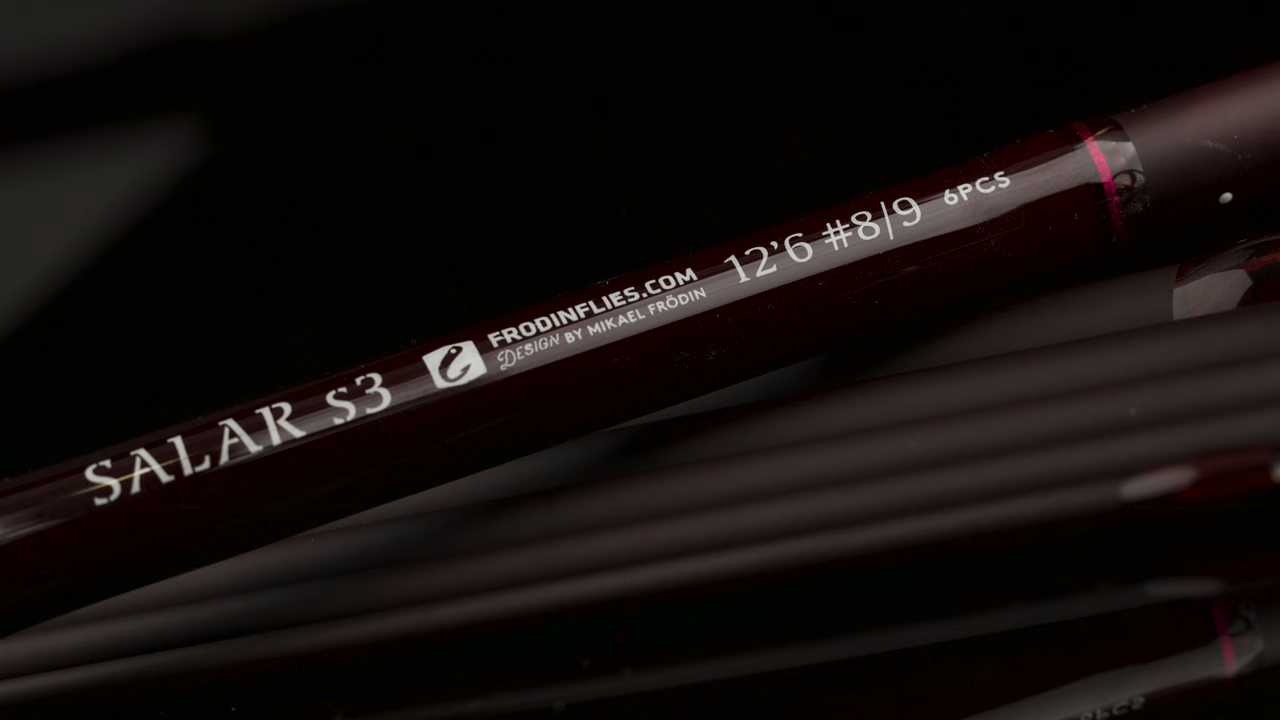 SALAR S3
FRODINFLIES.COM
DESIGN BY MIKAEL FRÖDIN
12'6 #8/9 6PCS